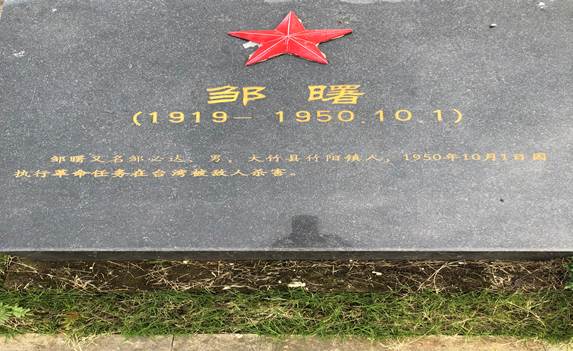 邹 曙
(1919— 1950.10.1)
邹曙又名邹必达，男，大竹县竹阳镇人，1950年10月1日因
执行革命任务在台湾被敌人杀害。